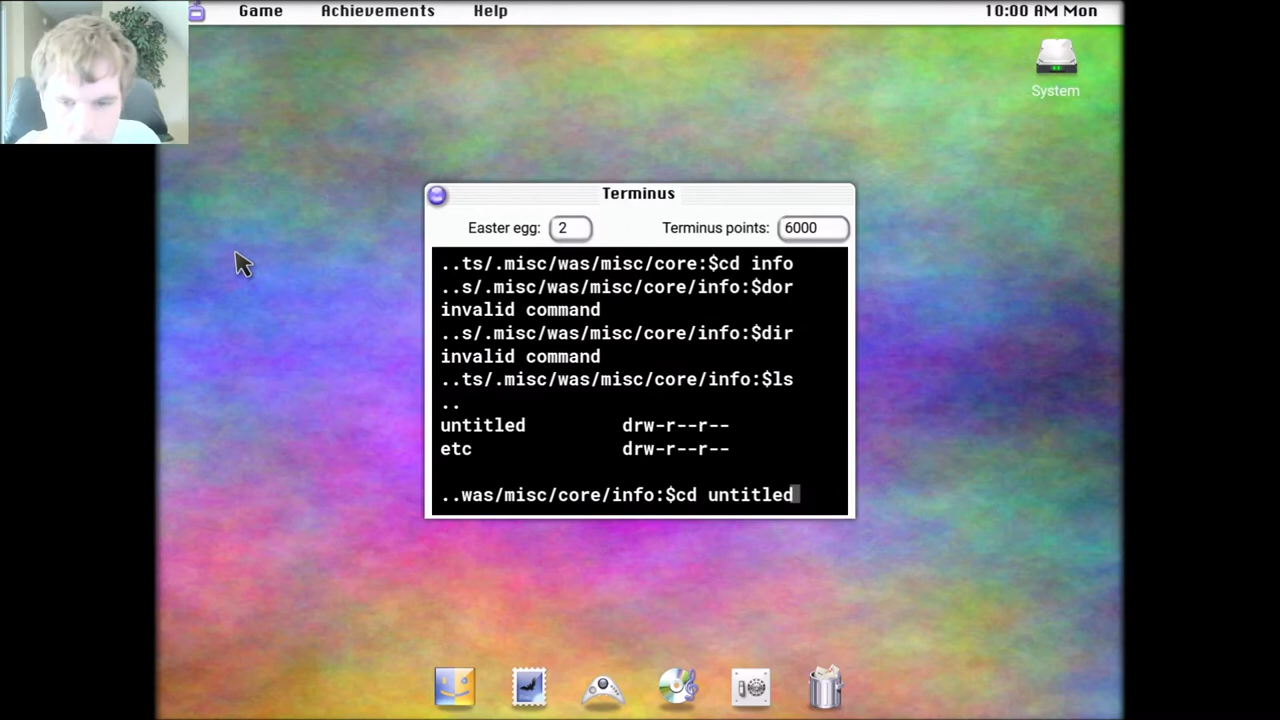 Game Achievements Help 10:00 AM Mon
System
Terminus
Easter egg: 2 Terminus points: 6000
..ts/.misc/was/misc/core:$cd info
..s/.misc/was/misc/core/info:$dor
invalid command
..s/.misc/was/misc/core/info:$dir
invalid command
..ts/.misc/was/misc/core/info:$ls
..
untitled drw-r--r--
etc drw-r--r--
..was/misc/core/info:$cd untitled